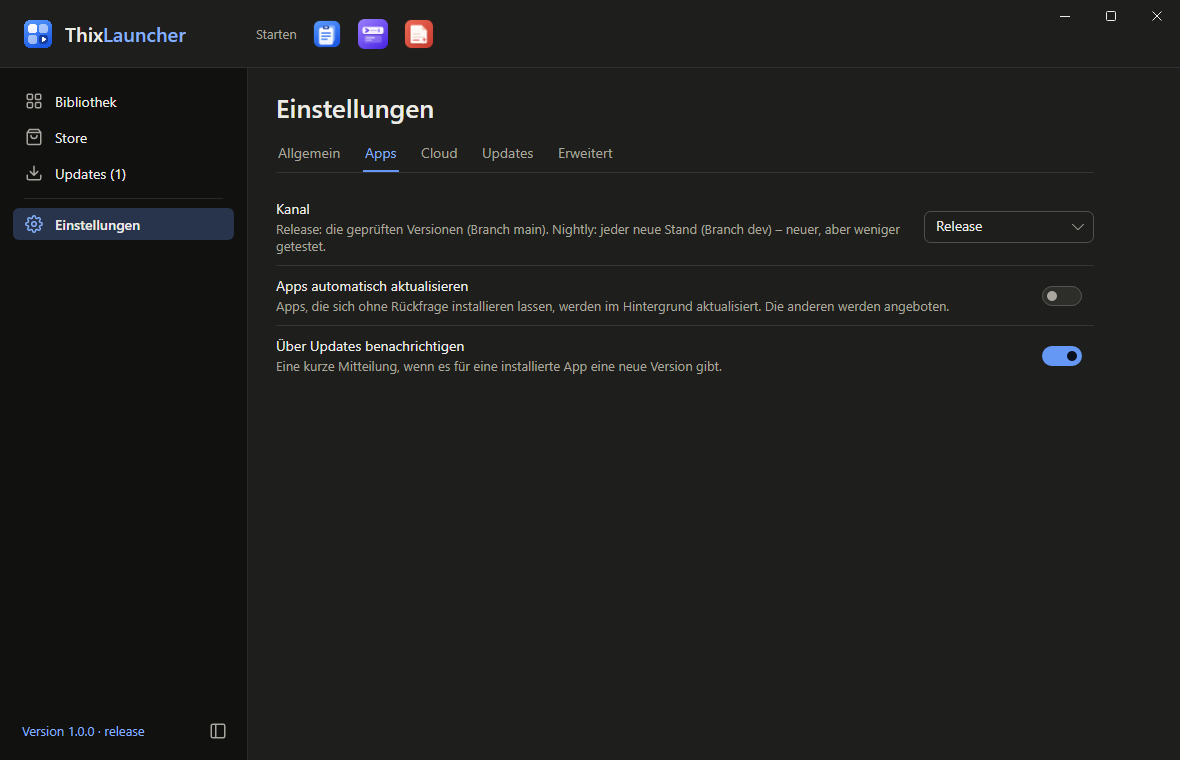 ThixLauncher
Starten
Bibliothek
Store
Updates (1)
Einstellungen
Version 1.0.0 · release
Einstellungen
Allgemein Apps Cloud Updates Erweitert
Kanal
Release: die geprüften Versionen (Branch main). Nightly: jeder neue Stand (Branch dev) – neuer, aber weniger
getestet.
Release
Apps automatisch aktualisieren
Apps, die sich ohne Rückfrage installieren lassen, werden im Hintergrund aktualisiert. Die anderen werden angeboten.
Über Updates benachrichtigen
Eine kurze Mitteilung, wenn es für eine installierte App eine neue Version gibt.